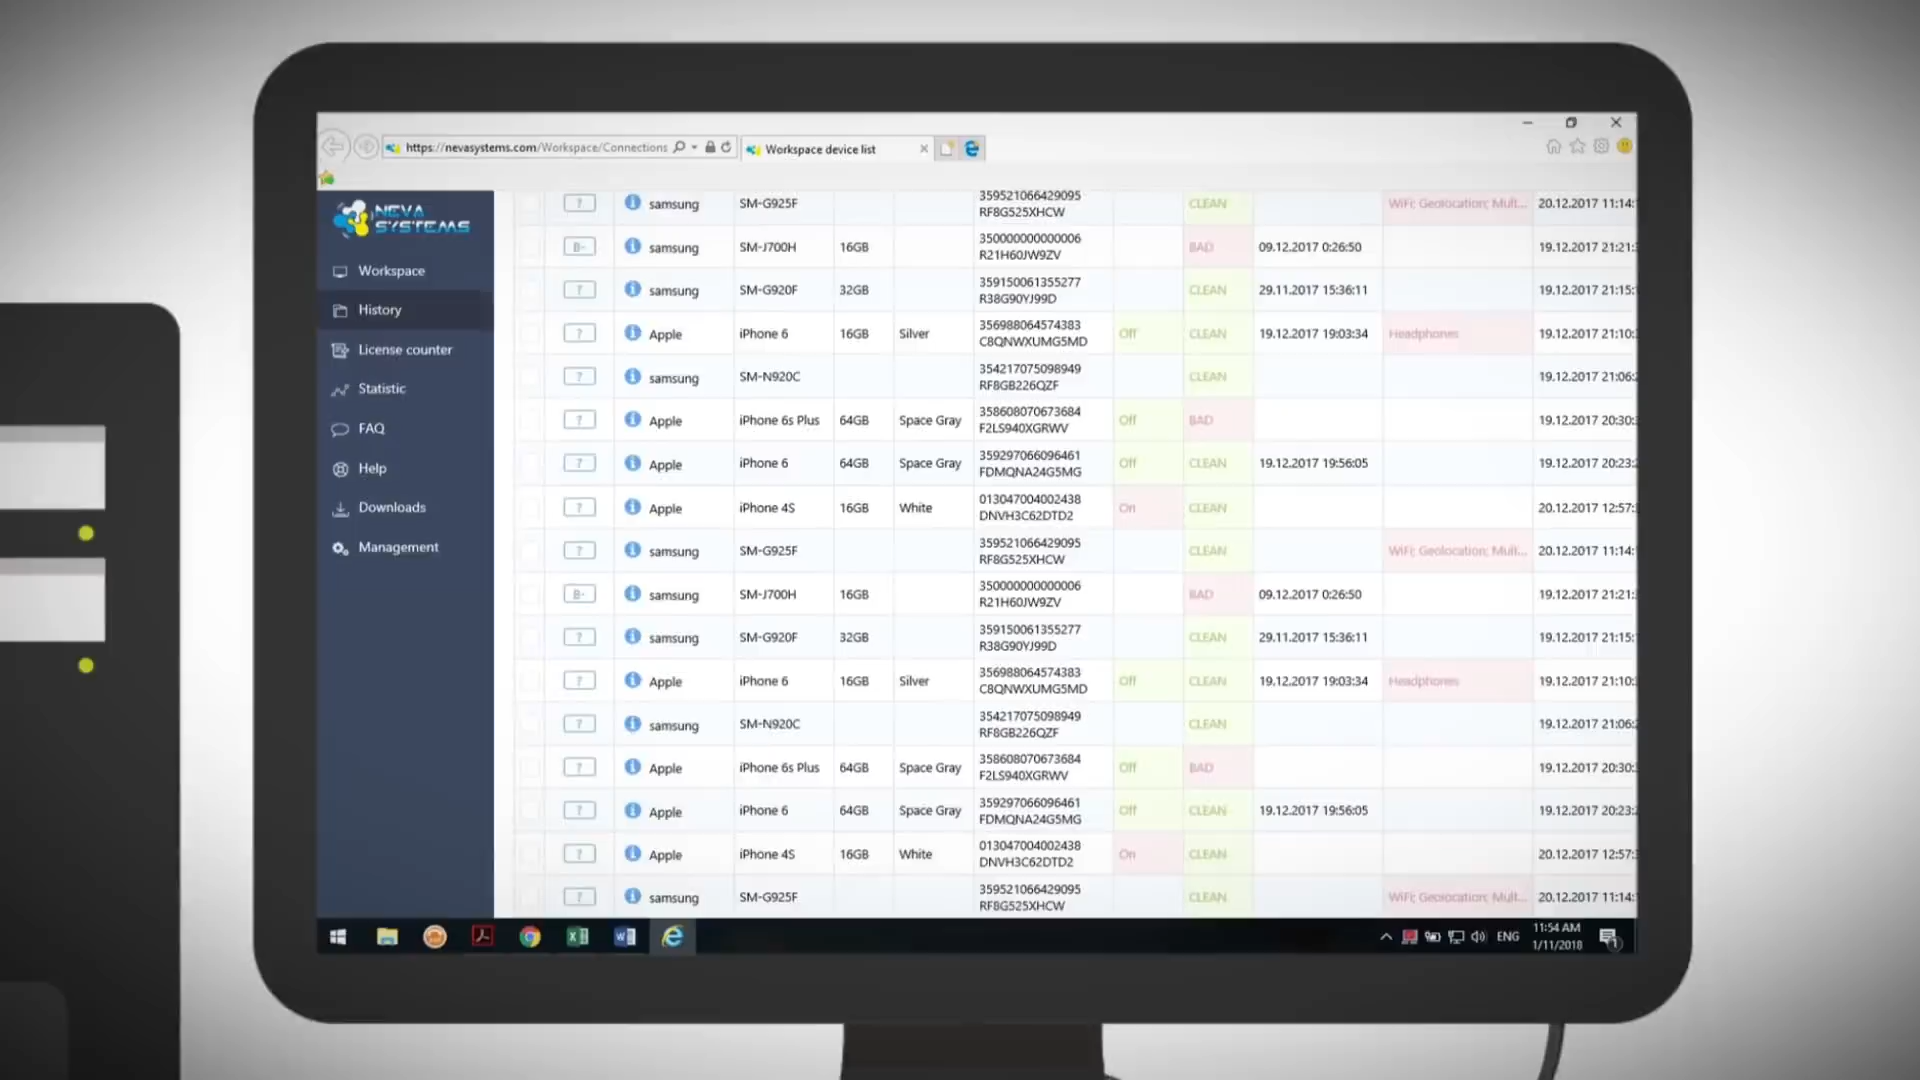 https://nevasystems.com/Workspace/Connections
Workspace device list
NEVA
SYSTEMS
Workspace
History
License counter
Statistic
FAQ
Help
Downloads
Management
? samsung SM-G925F 359521066429095 CLEAN WiFi; Geolocation; Mult... 20.12.2017 11:14:
RF8G525XHCW
B- samsung SM-J700H 16GB 350000000000006 BAD 09.12.2017 0:26:50 19.12.2017 21:21:
R21H60JW9ZV
? samsung SM-G920F 32GB 359150061355277 CLEAN 29.11.2017 15:36:11 19.12.2017 21:15:
R38G90YJ99D
? Apple iPhone 6 16GB Silver 356988064574383 Off CLEAN 19.12.2017 19:03:34 Headphones 19.12.2017 21:10:
C8QNWXUMG5MD
? samsung SM-N920C 354217075098949 CLEAN 19.12.2017 21:06:
RF8GB226QZF
? Apple iPhone 6s Plus 64GB Space Gray 358608070673684 Off BAD 19.12.2017 20:30:
F2LS940XGRWV
? Apple iPhone 6 64GB Space Gray 359297066096461 Off CLEAN 19.12.2017 19:56:05 19.12.2017 20:23:
FDMQNA24G5MG
? Apple iPhone 4S 16GB White 013047004002438 On CLEAN 20.12.2017 12:57:
DNVH3C62DTD2
? samsung SM-G925F 359521066429095 CLEAN WiFi; Geolocation; Mult... 20.12.2017 11:14:
RF8G525XHCW
B- samsung SM-J700H 16GB 350000000000006 BAD 09.12.2017 0:26:50 19.12.2017 21:21:
R21H60JW9ZV
? samsung SM-G920F 32GB 359150061355277 CLEAN 29.11.2017 15:36:11 19.12.2017 21:15:
R38G90YJ99D
? Apple iPhone 6 16GB Silver 356988064574383 Off CLEAN 19.12.2017 19:03:34 Headphones 19.12.2017 21:10:
C8QNWXUMG5MD
? samsung SM-N920C 354217075098949 CLEAN 19.12.2017 21:06:
RF8GB226QZF
? Apple iPhone 6s Plus 64GB Space Gray 358608070673684 Off BAD 19.12.2017 20:30:
F2LS940XGRWV
? Apple iPhone 6 64GB Space Gray 359297066096461 Off CLEAN 19.12.2017 19:56:05 19.12.2017 20:23:
FDMQNA24G5MG
? Apple iPhone 4S 16GB White 013047004002438 On CLEAN 20.12.2017 12:57:
DNVH3C62DTD2
? samsung SM-G925F 359521066429095 CLEAN WiFi; Geolocation; Mult... 20.12.2017 11:14:
RF8G525XHCW
ENG
11:54 AM
1/11/2018
1